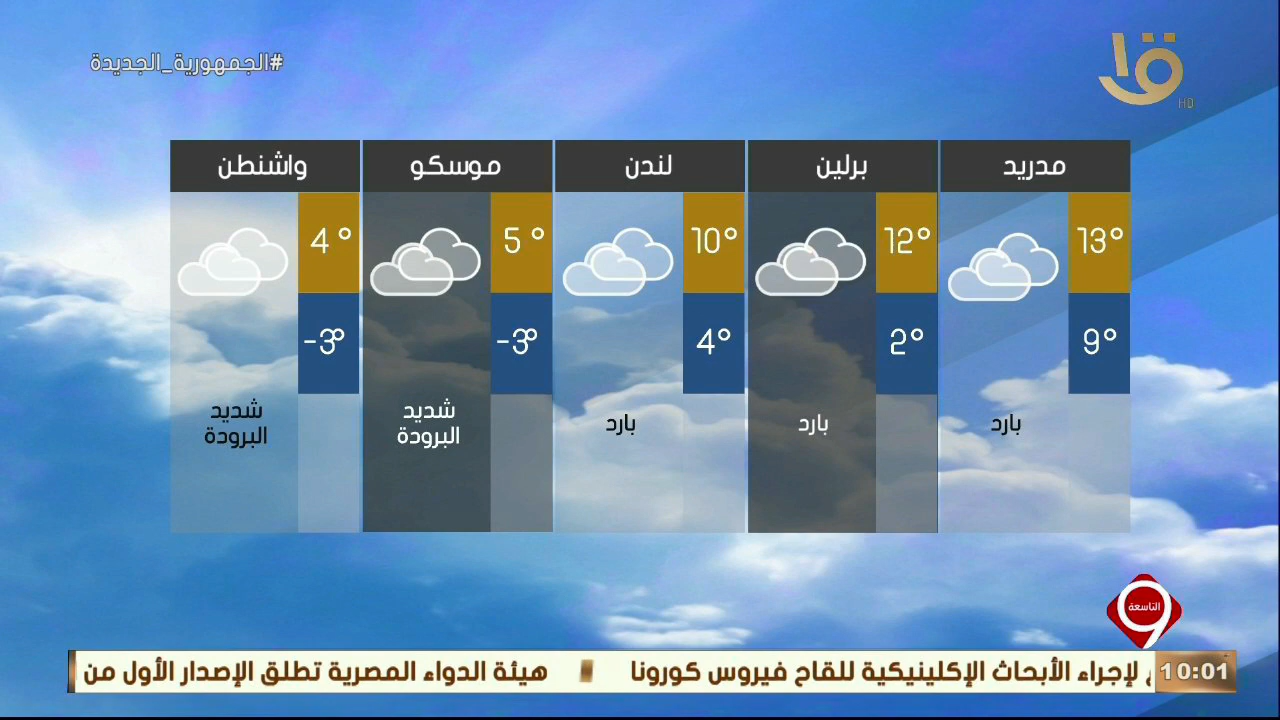 #الجمهورية_الجديدة
HD
مدريد
13°
9°
بارد
برلين
12°
2°
بارد
لندن
10°
4°
بارد
موسكو
5°
-3°
شديد
البرودة
واشنطن
4°
-3°
شديد
البرودة
التاسعة
9
10:01
لإجراء الأبحاث الإكلينيكية للقاح فيروس كورونا
هيئة الدواء المصرية تطلق الإصدار الأول من